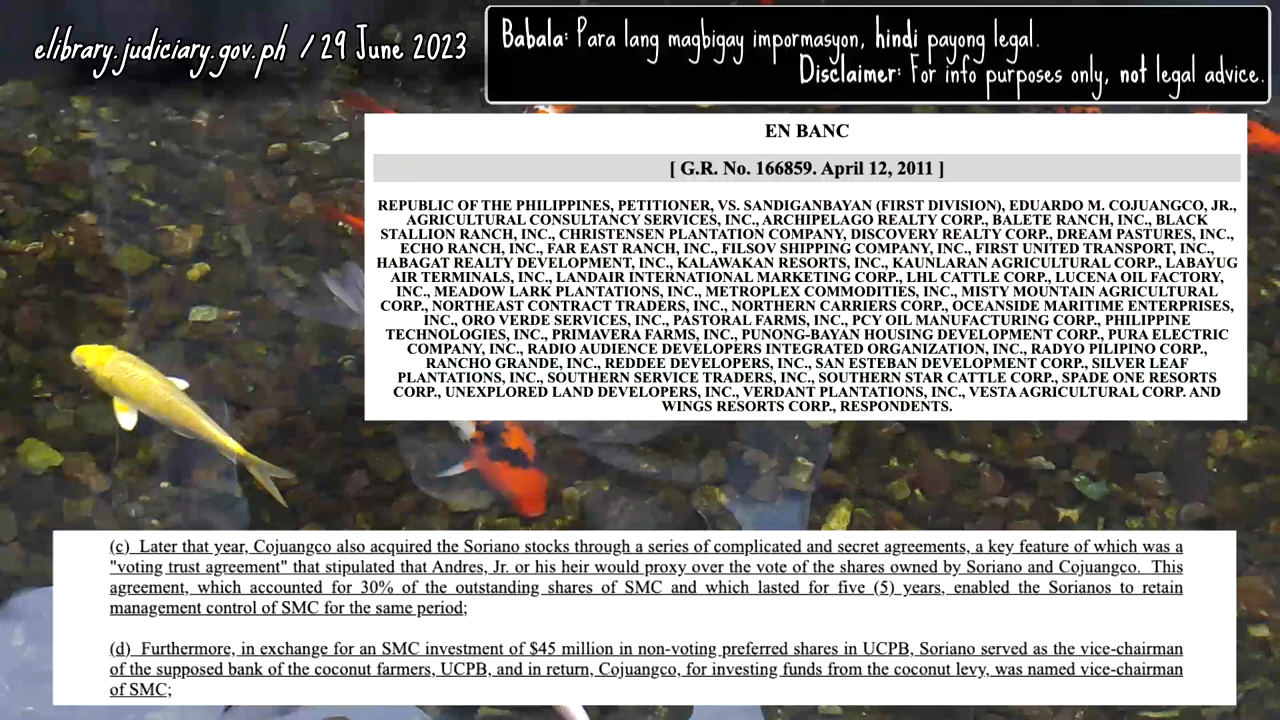 elibrary.judiciary.gov.ph / 29 June 2023
Babala: Para lang magbigay impormasyon, hindi payong legal.
Disclaimer: For info purposes only, not legal advice.
EN BANC
[ G.R. No. 166859. April 12, 2011 ]
REPUBLIC OF THE PHILIPPINES, PETITIONER, VS. SANDIGANBAYAN (FIRST DIVISION), EDUARDO M. COJUANGCO, JR.,
AGRICULTURAL CONSULTANCY SERVICES, INC., ARCHIPELAGO REALTY CORP., BALETE RANCH, INC., BLACK
STALLION RANCH, INC., CHRISTENSEN PLANTATION COMPANY, DISCOVERY REALTY CORP., DREAM PASTURES, INC.,
ECHO RANCH, INC., FAR EAST RANCH, INC., FILSOV SHIPPING COMPANY, INC., FIRST UNITED TRANSPORT, INC.,
HABAGAT REALTY DEVELOPMENT, INC., KALAWAKAN RESORTS, INC., KAUNLARAN AGRICULTURAL CORP., LABAYUG
AIR TERMINALS, INC., LANDAIR INTERNATIONAL MARKETING CORP., LHL CATTLE CORP., LUCENA OIL FACTORY,
INC., MEADOW LARK PLANTATIONS, INC., METROPLEX COMMODITIES, INC., MISTY MOUNTAIN AGRICULTURAL
CORP., NORTHEAST CONTRACT TRADERS, INC., NORTHERN CARRIERS CORP., OCEANSIDE MARITIME ENTERPRISES,
INC., ORO VERDE SERVICES, INC., PASTORAL FARMS, INC., PCY OIL MANUFACTURING CORP., PHILIPPINE
TECHNOLOGIES, INC., PRIMAVERA FARMS, INC., PUNONG-BAYAN HOUSING DEVELOPMENT CORP., PURA ELECTRIC
COMPANY, INC., RADIO AUDIENCE DEVELOPERS INTEGRATED ORGANIZATION, INC., RADYO PILIPINO CORP.,
RANCHO GRANDE, INC., REDDEE DEVELOPERS, INC., SAN ESTEBAN DEVELOPMENT CORP., SILVER LEAF
PLANTATIONS, INC., SOUTHERN SERVICE TRADERS, INC., SOUTHERN STAR CATTLE CORP., SPADE ONE RESORTS
CORP., UNEXPLORED LAND DEVELOPERS, INC., VERDANT PLANTATIONS, INC., VESTA AGRICULTURAL CORP. AND
WINGS RESORTS CORP., RESPONDENTS.
(c) Later that year, Cojuangco also acquired the Soriano stocks through a series of complicated and secret agreements, a key feature of which was a
"voting trust agreement" that stipulated that Andres, Jr. or his heir would proxy over the vote of the shares owned by Soriano and Cojuangco. This
agreement, which accounted for 30% of the outstanding shares of SMC and which lasted for five (5) years, enabled the Sorianos to retain
management control of SMC for the same period;
(d) Furthermore, in exchange for an SMC investment of $45 million in non-voting preferred shares in UCPB, Soriano served as the vice-chairman
of the supposed bank of the coconut farmers, UCPB, and in return, Cojuangco, for investing funds from the coconut levy, was named vice-chairman
of SMC;